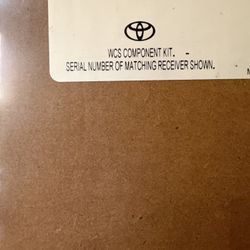 WCS COMPONENT KIT.
SERIAL NUMBER OF MATCHING RECEIVER SHOWN.